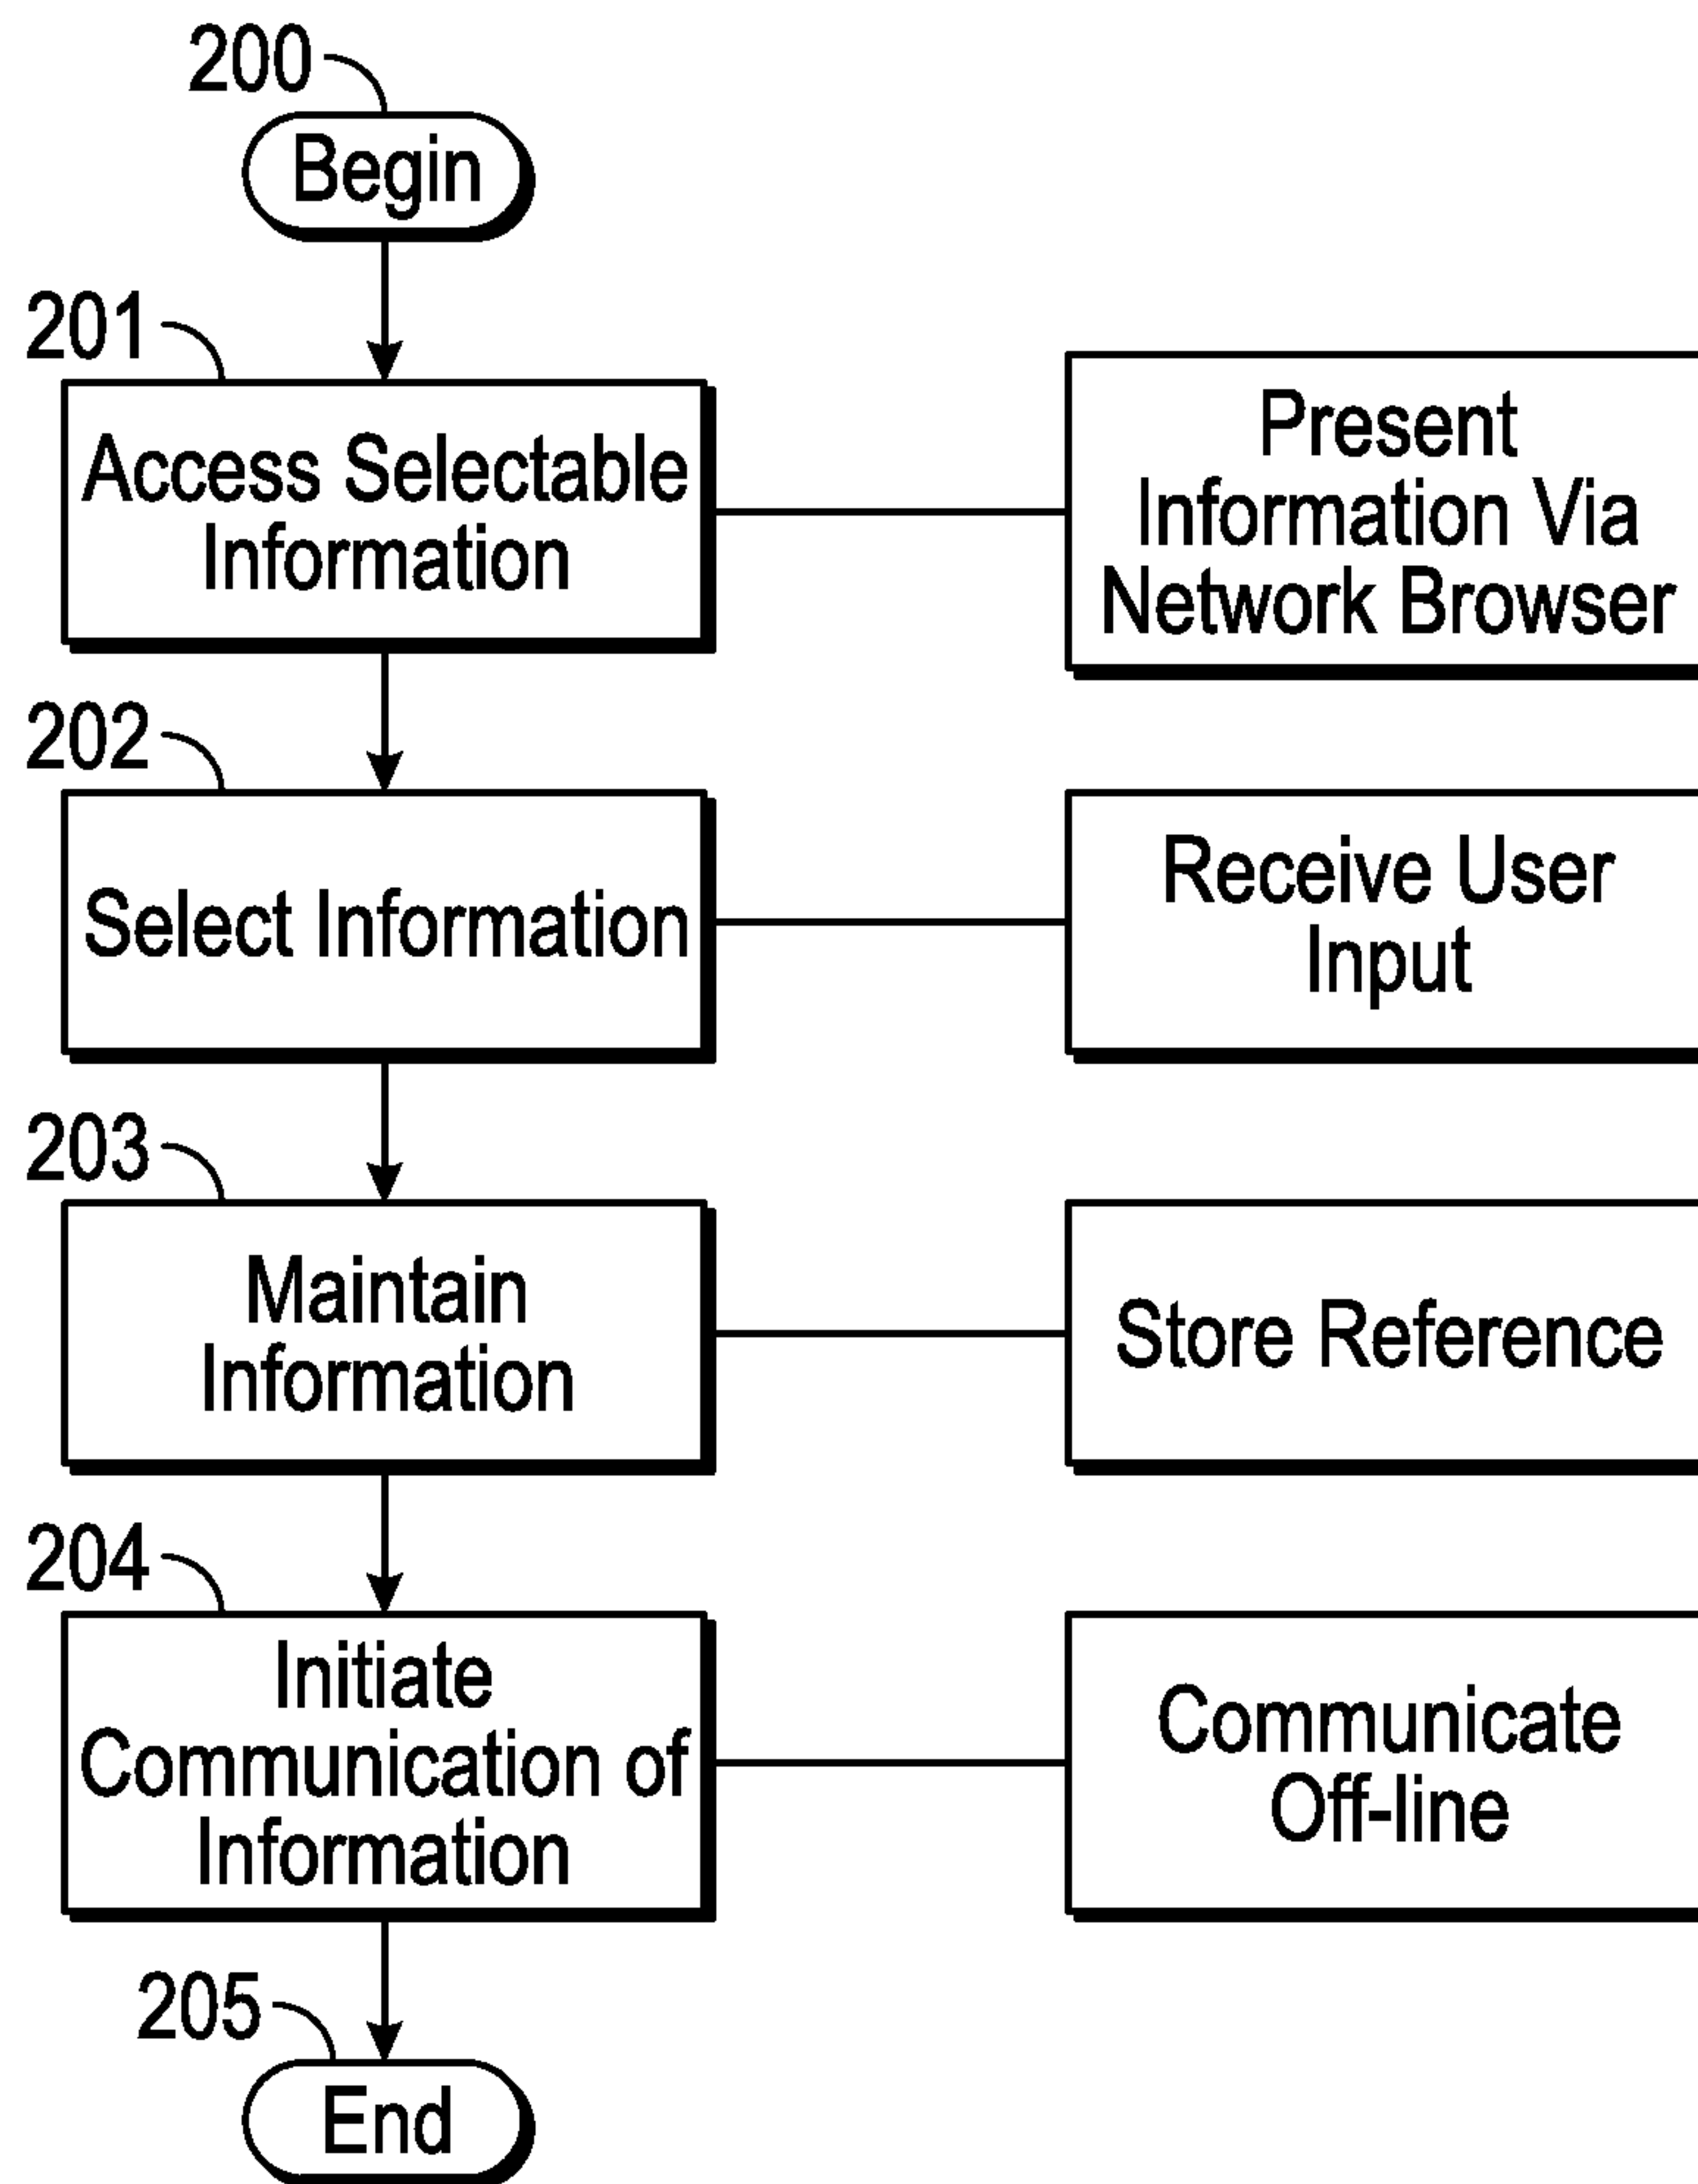 200
Begin
201
Access Selectable
Information
Present
Information Via
Network Browser
202
Select Information
Receive User
Input
203
Maintain
Information
Store Reference
204
Initiate
Communication of
Information
Communicate
Off-line
205
End